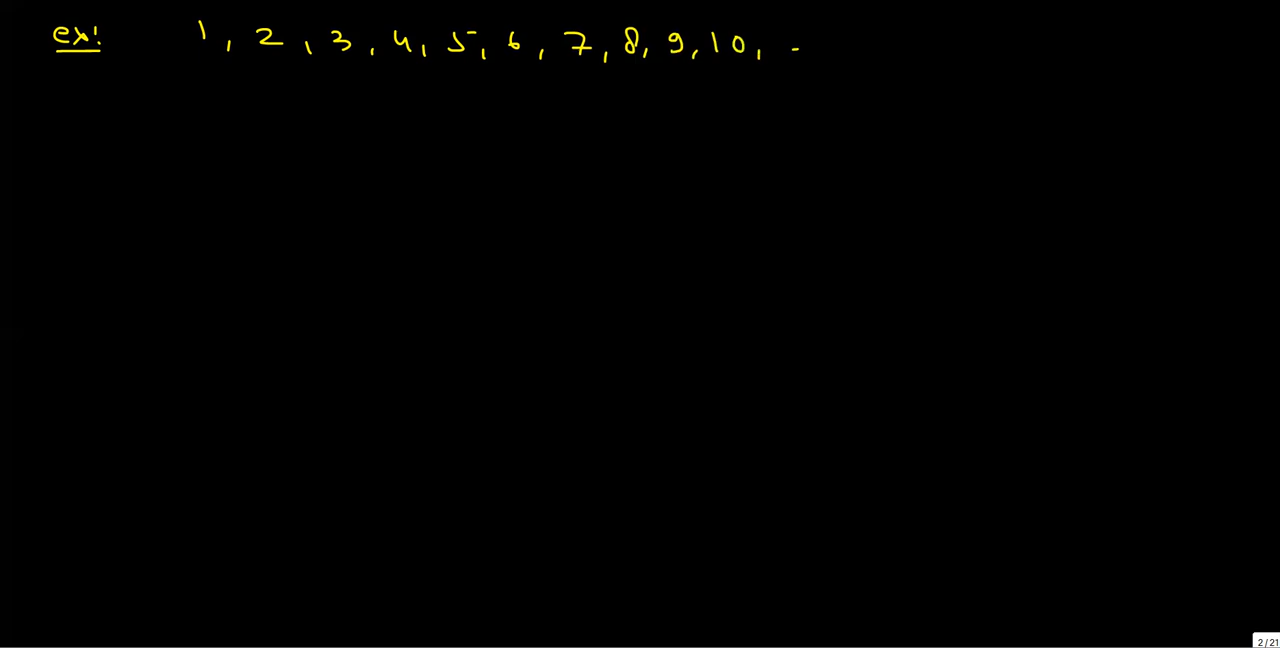 ex: 1, 2, 3, 4, 5, 6, 7, 8, 9, 10, -
2/21